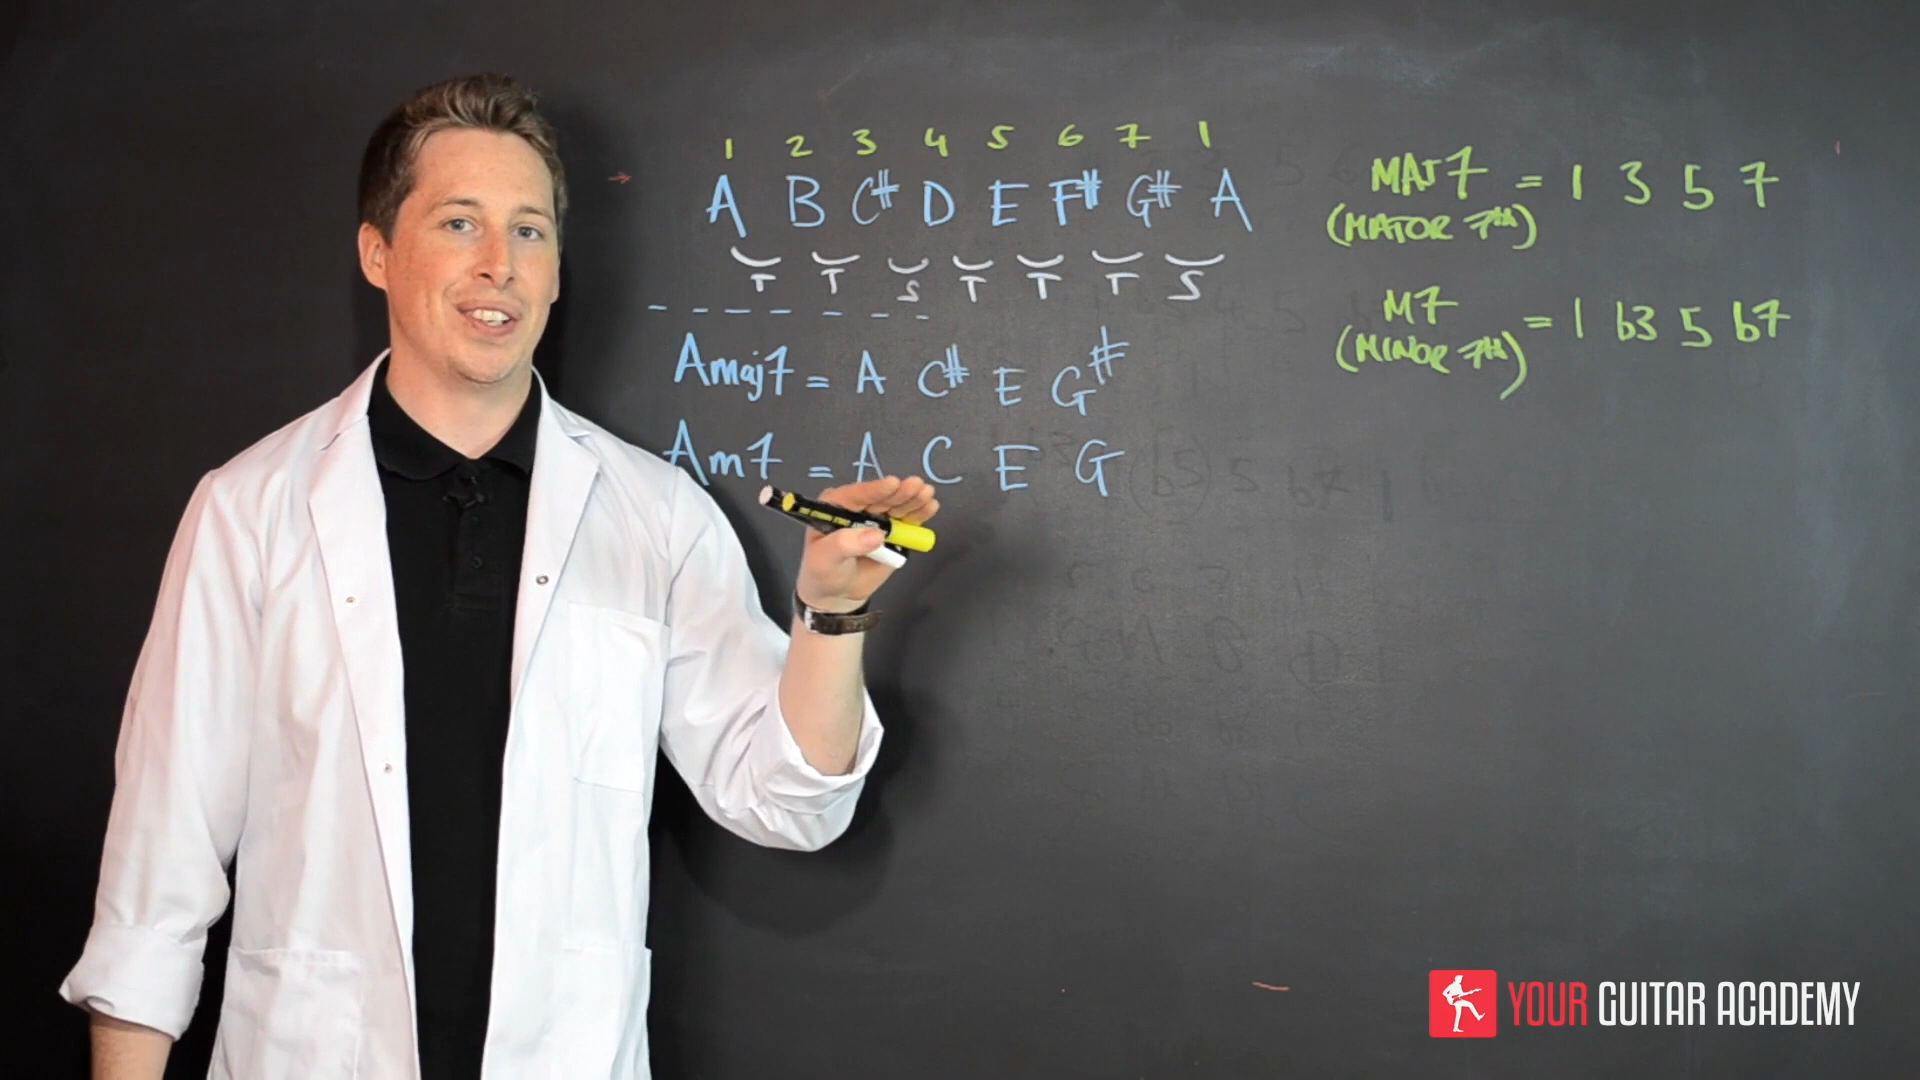 1 2 3 4 5 6 7 1
A B C# D E F# G# A
T T S T T T S
Amaj7 = A C# E G#
Am7 = A C E G
MAJ7 = 1 3 5 7
(MAJOR 7th)
M7 = 1 b3 5 b7
(MINOR 7th)
YOUR GUITAR ACADEMY